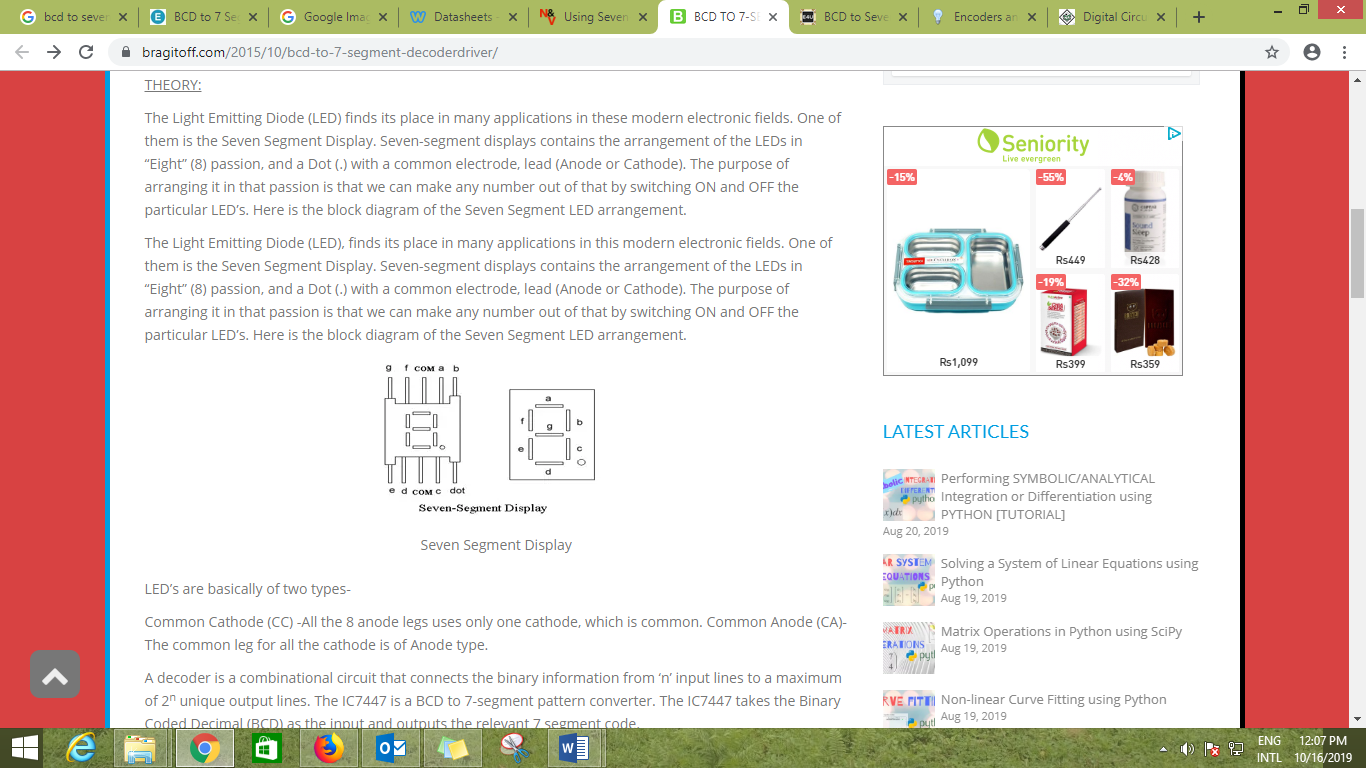 bcd to seven
BCD to 7 Se
Google Imag
Datasheets -
Using Seven
BCD TO 7-SE
BCD to Seve
Encoders an
Digital Circu
bragitoff.com/2015/10/bcd-to-7-segment-decoderdriver/
THEORY:
The Light Emitting Diode (LED) finds its place in many applications in these modern electronic fields. One of
them is the Seven Segment Display. Seven-segment displays contains the arrangement of the LEDs in
“Eight” (8) passion, and a Dot (.) with a common electrode, lead (Anode or Cathode). The purpose of
arranging it in that passion is that we can make any number out of that by switching ON and OFF the
particular LED’s. Here is the block diagram of the Seven Segment LED arrangement.
The Light Emitting Diode (LED), finds its place in many applications in this modern electronic fields. One of
them is the Seven Segment Display. Seven-segment displays contains the arrangement of the LEDs in
“Eight” (8) passion, and a Dot (.) with a common electrode, lead (Anode or Cathode). The purpose of
arranging it in that passion is that we can make any number out of that by switching ON and OFF the
particular LED’s. Here is the block diagram of the Seven Segment LED arrangement.
g f COM a b
e d COM c dot
a
f g b
e c
d
Seven-Segment Display
Seven Segment Display
LED’s are basically of two types-
Common Cathode (CC) -All the 8 anode legs uses only one cathode, which is common. Common Anode (CA)-
The common leg for all the cathode is of Anode type.
A decoder is a combinational circuit that connects the binary information from ‘n’ input lines to a maximum
of 2ⁿ unique output lines. The IC7447 is a BCD to 7-segment pattern converter. The IC7447 takes the Binary
Coded Decimal (BCD) as the input and outputs the relevant 7 segment code.
Seniority
Live evergreen
-15%
-55%
-4%
Rs449
Rs428
-19%
-32%
Rs1,099
Rs399
Rs359
LATEST ARTICLES
Performing SYMBOLIC/ANALYTICAL
Integration or Differentiation using
PYTHON [TUTORIAL]
Aug 20, 2019
Solving a System of Linear Equations using
Python
Aug 19, 2019
Matrix Operations in Python using SciPy
Aug 19, 2019
Non-linear Curve Fitting using Python
Aug 19, 2019
ENG
INTL
12:07 PM
10/16/2019